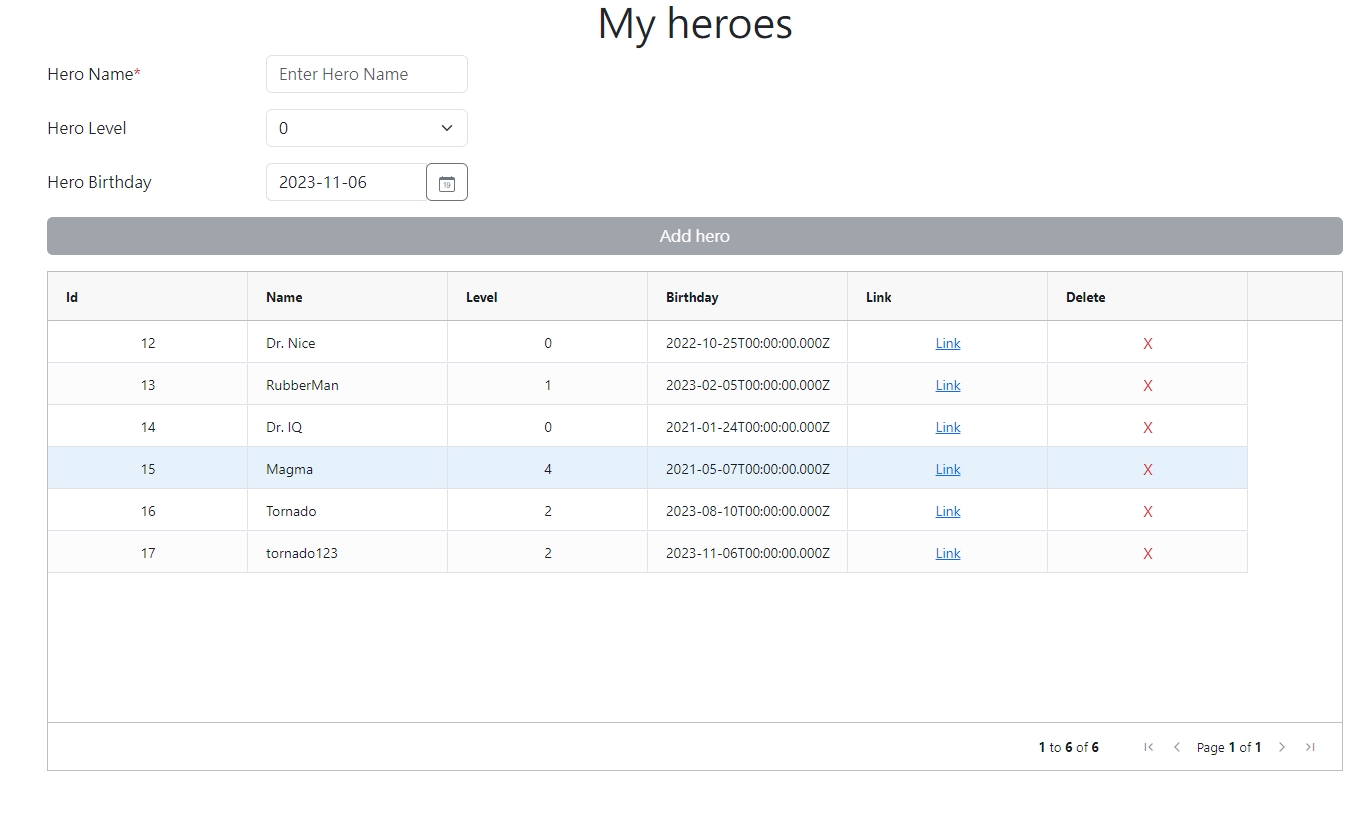 My heroes
Hero Name* Enter Hero Name
Hero Level 0
Hero Birthday 2023-11-06
Add hero
Id Name Level Birthday Link Delete
12 Dr. Nice 0 2022-10-25T00:00:00.000Z Link X
13 RubberMan 1 2023-02-05T00:00:00.000Z Link X
14 Dr. IQ 0 2021-01-24T00:00:00.000Z Link X
15 Magma 4 2021-05-07T00:00:00.000Z Link X
16 Tornado 2 2023-08-10T00:00:00.000Z Link X
17 tornado123 2 2023-11-06T00:00:00.000Z Link X
1 to 6 of 6 Page 1 of 1